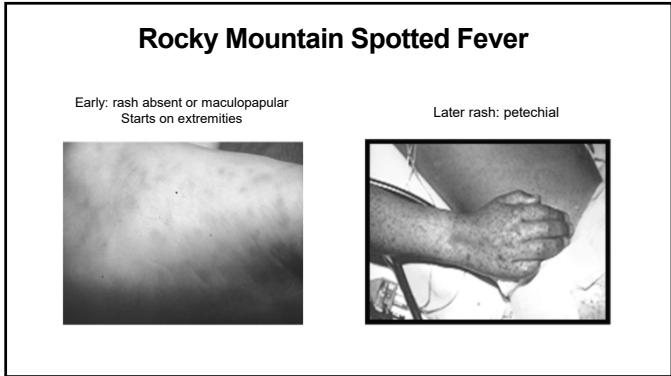 Rocky Mountain Spotted Fever
Early: rash absent or maculopapular
Starts on extremities
Later rash: petechial